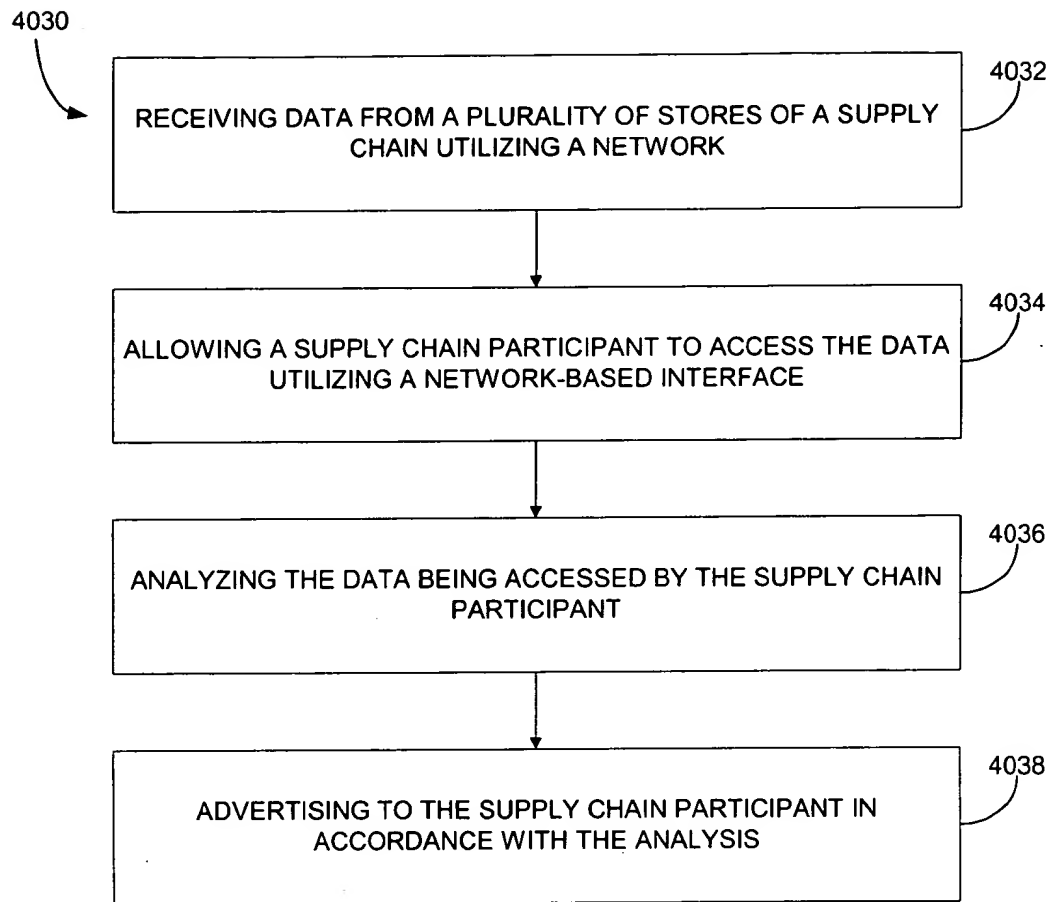 4030
4032
RECEIVING DATA FROM A PLURALITY OF STORES OF A SUPPLY
CHAIN UTILIZING A NETWORK
4034
ALLOWING A SUPPLY CHAIN PARTICIPANT TO ACCESS THE DATA
UTILIZING A NETWORK-BASED INTERFACE
4036
ANALYZING THE DATA BEING ACCESSED BY THE SUPPLY CHAIN
PARTICIPANT
4038
ADVERTISING TO THE SUPPLY CHAIN PARTICIPANT IN
ACCORDANCE WITH THE ANALYSIS